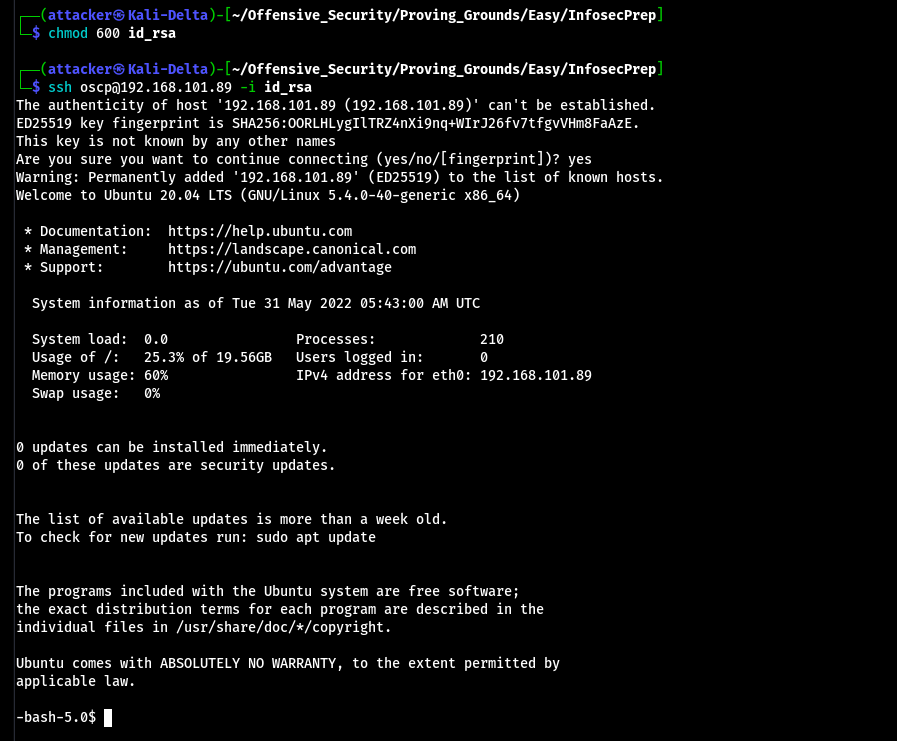 ┌──(attacker㉿Kali-Delta)-[~/Offensive_Security/Proving_Grounds/Easy/InfosecPrep]
└─$ chmod 600 id_rsa
┌──(attacker㉿Kali-Delta)-[~/Offensive_Security/Proving_Grounds/Easy/InfosecPrep]
└─$ ssh oscp@192.168.101.89 -i id_rsa
The authenticity of host '192.168.101.89 (192.168.101.89)' can't be established.
ED25519 key fingerprint is SHA256:OORLHLygIlTRZ4nXi9nq+WIrJ26fv7tfgvVHm8FaAzE.
This key is not known by any other names
Are you sure you want to continue connecting (yes/no/[fingerprint])? yes
Warning: Permanently added '192.168.101.89' (ED25519) to the list of known hosts.
Welcome to Ubuntu 20.04 LTS (GNU/Linux 5.4.0-40-generic x86_64)
* Documentation:  https://help.ubuntu.com
* Management:     https://landscape.canonical.com
* Support:        https://ubuntu.com/advantage
System information as of Tue 31 May 2022 05:43:00 AM UTC
System load:  0.0                Processes:             210
Usage of /:   25.3% of 19.56GB   Users logged in:       0
Memory usage: 60%                IPv4 address for eth0: 192.168.101.89
Swap usage:   0%
0 updates can be installed immediately.
0 of these updates are security updates.
The list of available updates is more than a week old.
To check for new updates run: sudo apt update
The programs included with the Ubuntu system are free software;
the exact distribution terms for each program are described in the
individual files in /usr/share/doc/*/copyright.
Ubuntu comes with ABSOLUTELY NO WARRANTY, to the extent permitted by
applicable law.
-bash-5.0$